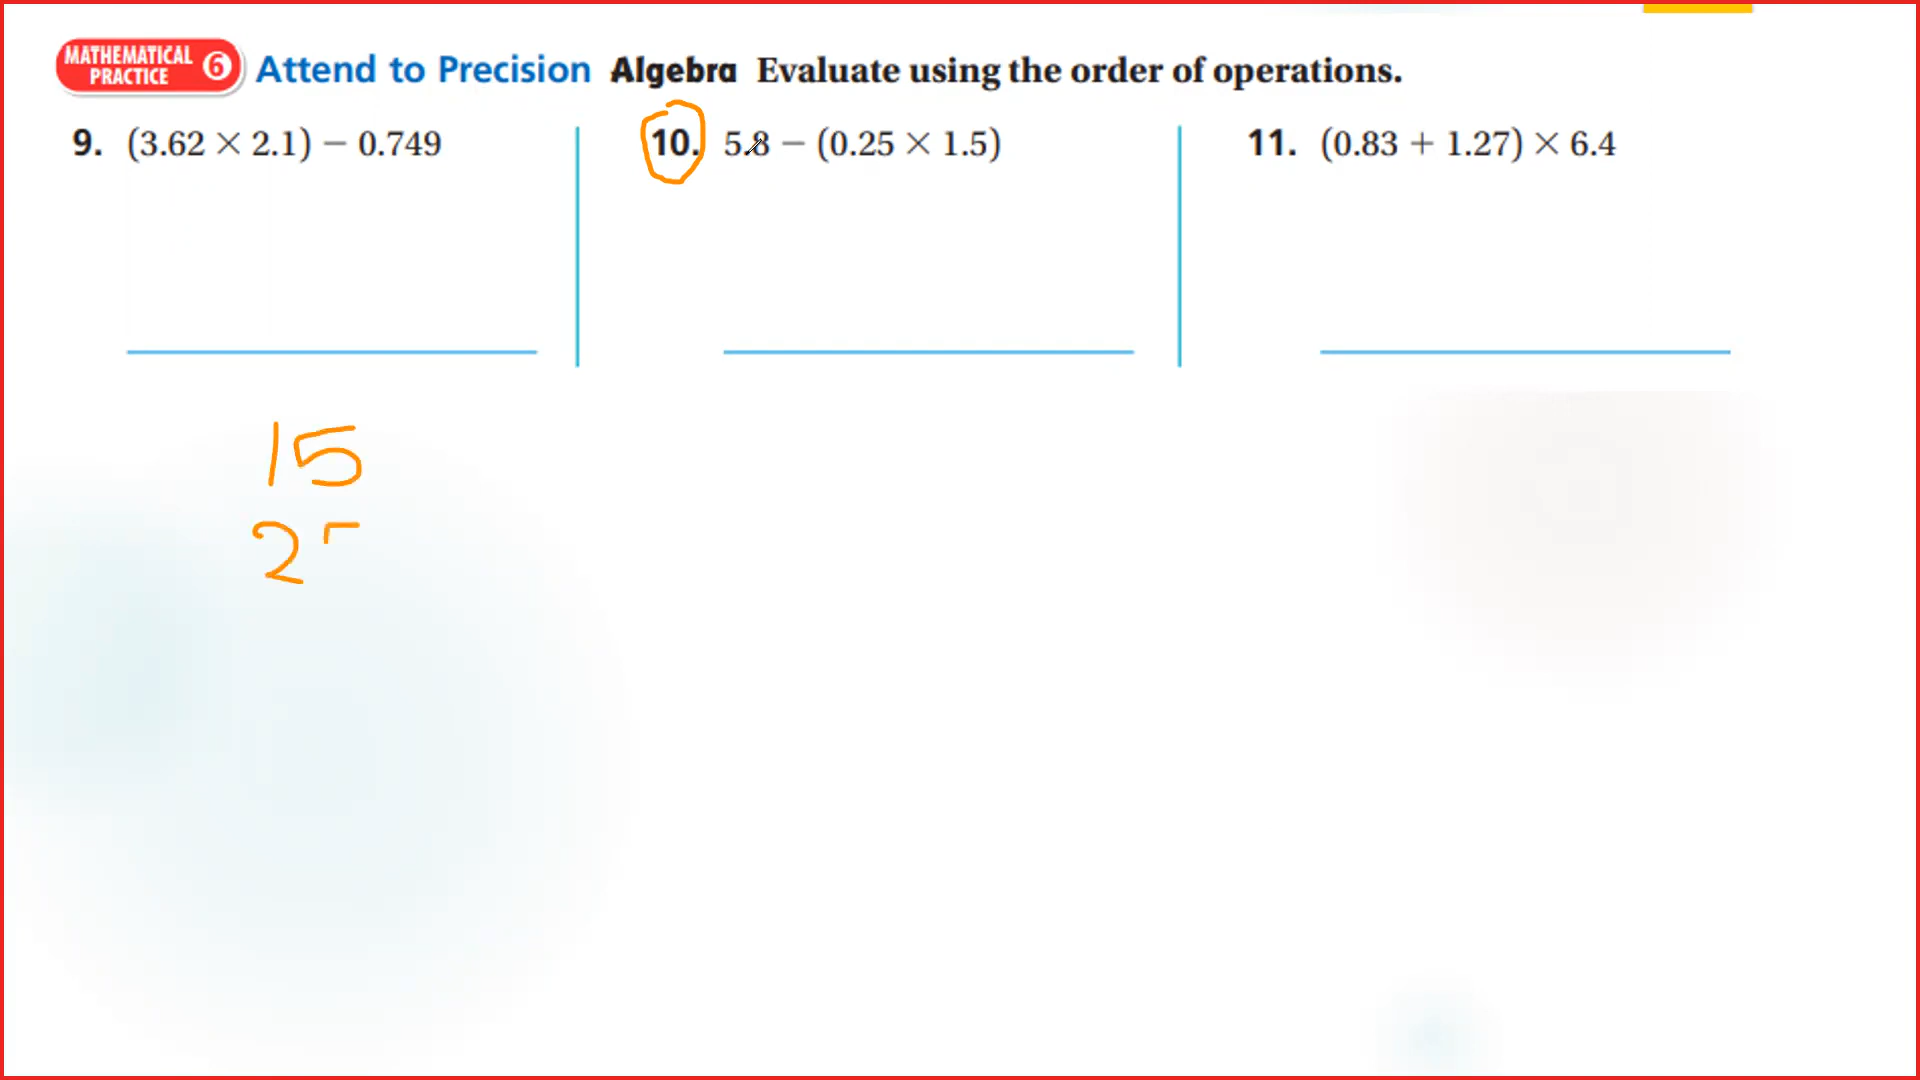 MATHEMATICAL PRACTICE 6 Attend to Precision Algebra Evaluate using the order of operations.
9. (3.62 × 2.1) − 0.749
10. 5.8 − (0.25 × 1.5)
11. (0.83 + 1.27) × 6.4
15
2